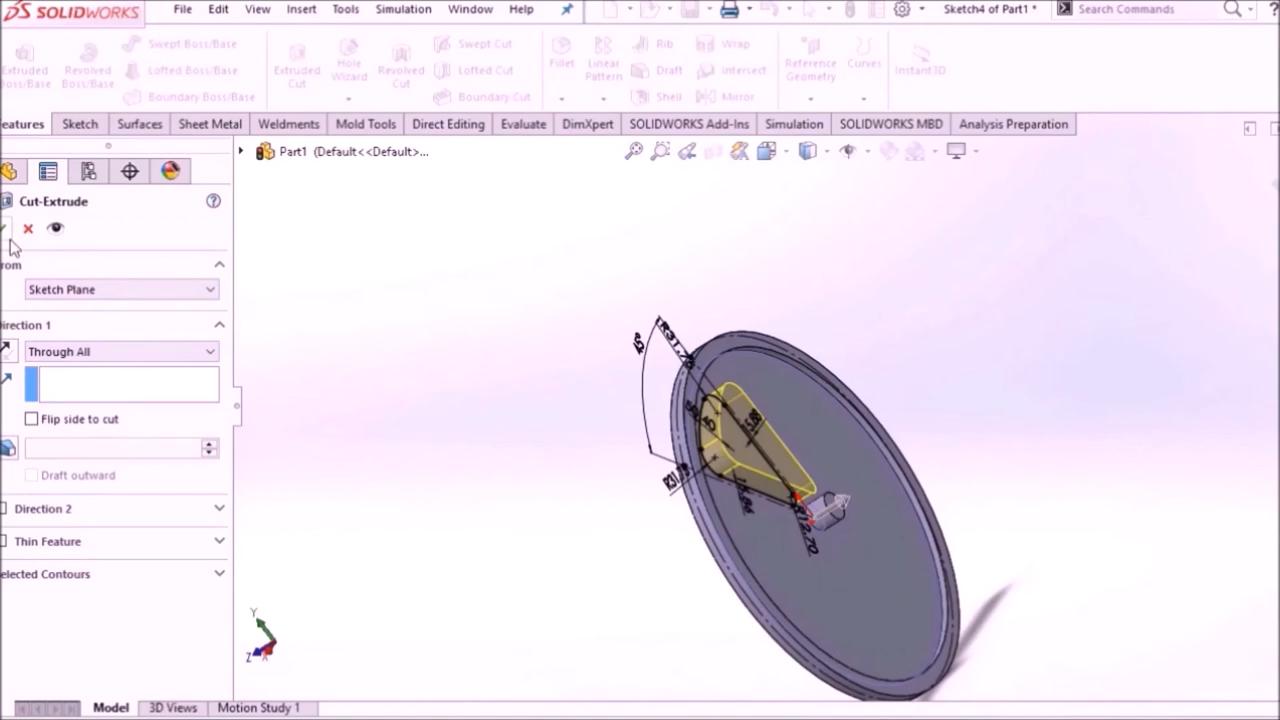 SOLIDWORKS File Edit View Insert Tools Simulation Window Help Sketch4 of Part1 * Search Commands
Extruded Boss/Base Revolved Boss/Base Swept Boss/Base Lofted Boss/Base Boundary Boss/Base Extruded Cut Hole Wizard Revolved Cut Swept Cut Lofted Cut Boundary Cut Fillet Linear Pattern Rib Draft Shell Wrap Intersect Mirror Reference Geometry Curves Instant3D
eatures Sketch Surfaces Sheet Metal Weldments Mold Tools Direct Editing Evaluate DimXpert SOLIDWORKS Add-Ins Simulation SOLIDWORKS MBD Analysis Preparation
Part1 (Default<<Default>...
Cut-Extrude
rom
Sketch Plane
irection 1
Through All
Flip side to cut
Draft outward
Direction 2
Thin Feature
elected Contours
R12.70
Y
Z X
Model 3D Views Motion Study 1